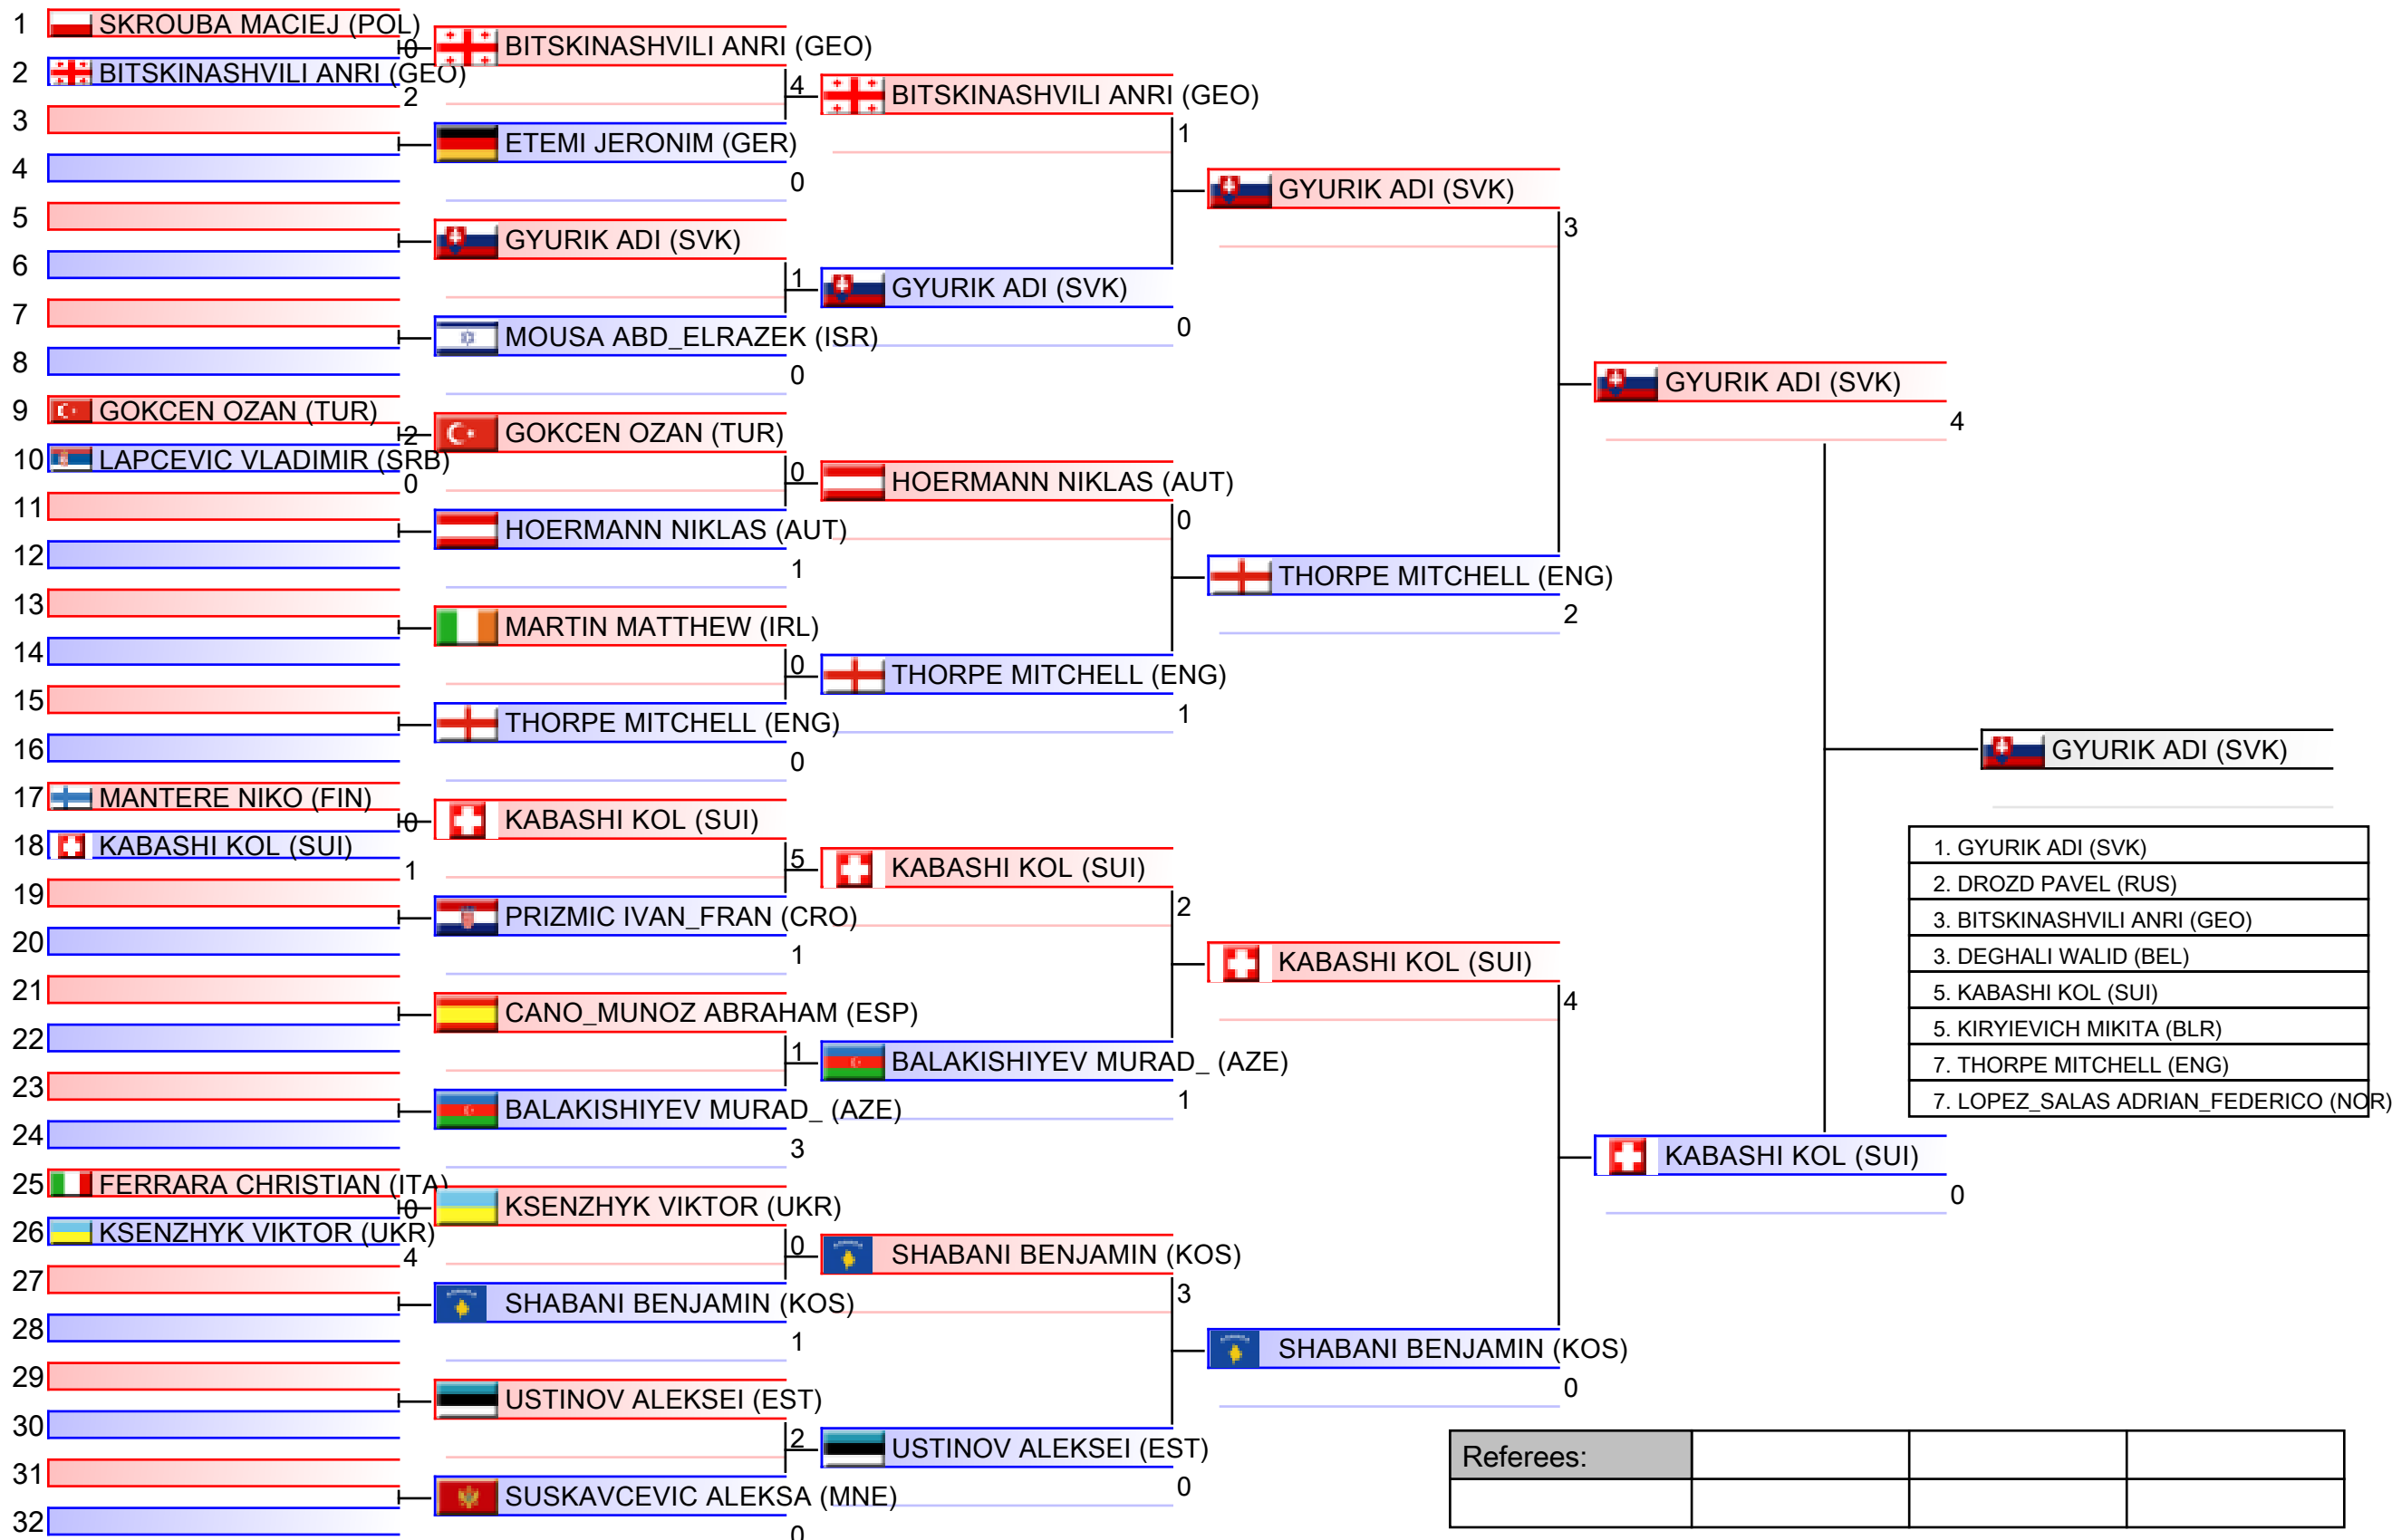 1 SKROUBA MACIEJ (POL)
0
2 BITSKINASHVILI ANRI (GEO)
2
3
4
5
6
7
8
9 GOKCEN OZAN (TUR)
2
10 LAPCEVIC VLADIMIR (SRB)
0
11
12
13
14
15
16
17 MANTERE NIKO (FIN)
0
18 KABASHI KOL (SUI)
1
19
20
21
22
23
24
25 FERRARA CHRISTIAN (ITA)
0
26 KSENZHYK VIKTOR (UKR)
4
27
28
29
30
31
32
BITSKINASHVILI ANRI (GEO)
4
ETEMI JERONIM (GER)
0
GYURIK ADI (SVK)
1
MOUSA ABD_ELRAZEK (ISR)
0
GOKCEN OZAN (TUR)
0
HOERMANN NIKLAS (AUT)
1
MARTIN MATTHEW (IRL)
0
THORPE MITCHELL (ENG)
0
KABASHI KOL (SUI)
5
PRIZMIC IVAN_FRAN (CRO)
1
CANO_MUNOZ ABRAHAM (ESP)
1
BALAKISHIYEV MURAD_ (AZE)
3
KSENZHYK VIKTOR (UKR)
0
SHABANI BENJAMIN (KOS)
1
USTINOV ALEKSEI (EST)
2
SUSKAVCEVIC ALEKSA (MNE)
0
BITSKINASHVILI ANRI (GEO)
1
GYURIK ADI (SVK)
0
HOERMANN NIKLAS (AUT)
0
THORPE MITCHELL (ENG)
1
KABASHI KOL (SUI)
2
BALAKISHIYEV MURAD_ (AZE)
1
SHABANI BENJAMIN (KOS)
3
USTINOV ALEKSEI (EST)
0
GYURIK ADI (SVK)
3
THORPE MITCHELL (ENG)
2
KABASHI KOL (SUI)
4
SHABANI BENJAMIN (KOS)
0
GYURIK ADI (SVK)
4
KABASHI KOL (SUI)
0
GYURIK ADI (SVK)
1. GYURIK ADI (SVK)
2. DROZD PAVEL (RUS)
3. BITSKINASHVILI ANRI (GEO)
3. DEGHALI WALID (BEL)
5. KABASHI KOL (SUI)
5. KIRYIEVICH MIKITA (BLR)
7. THORPE MITCHELL (ENG)
7. LOPEZ_SALAS ADRIAN_FEDERICO (NOR)
Referees: